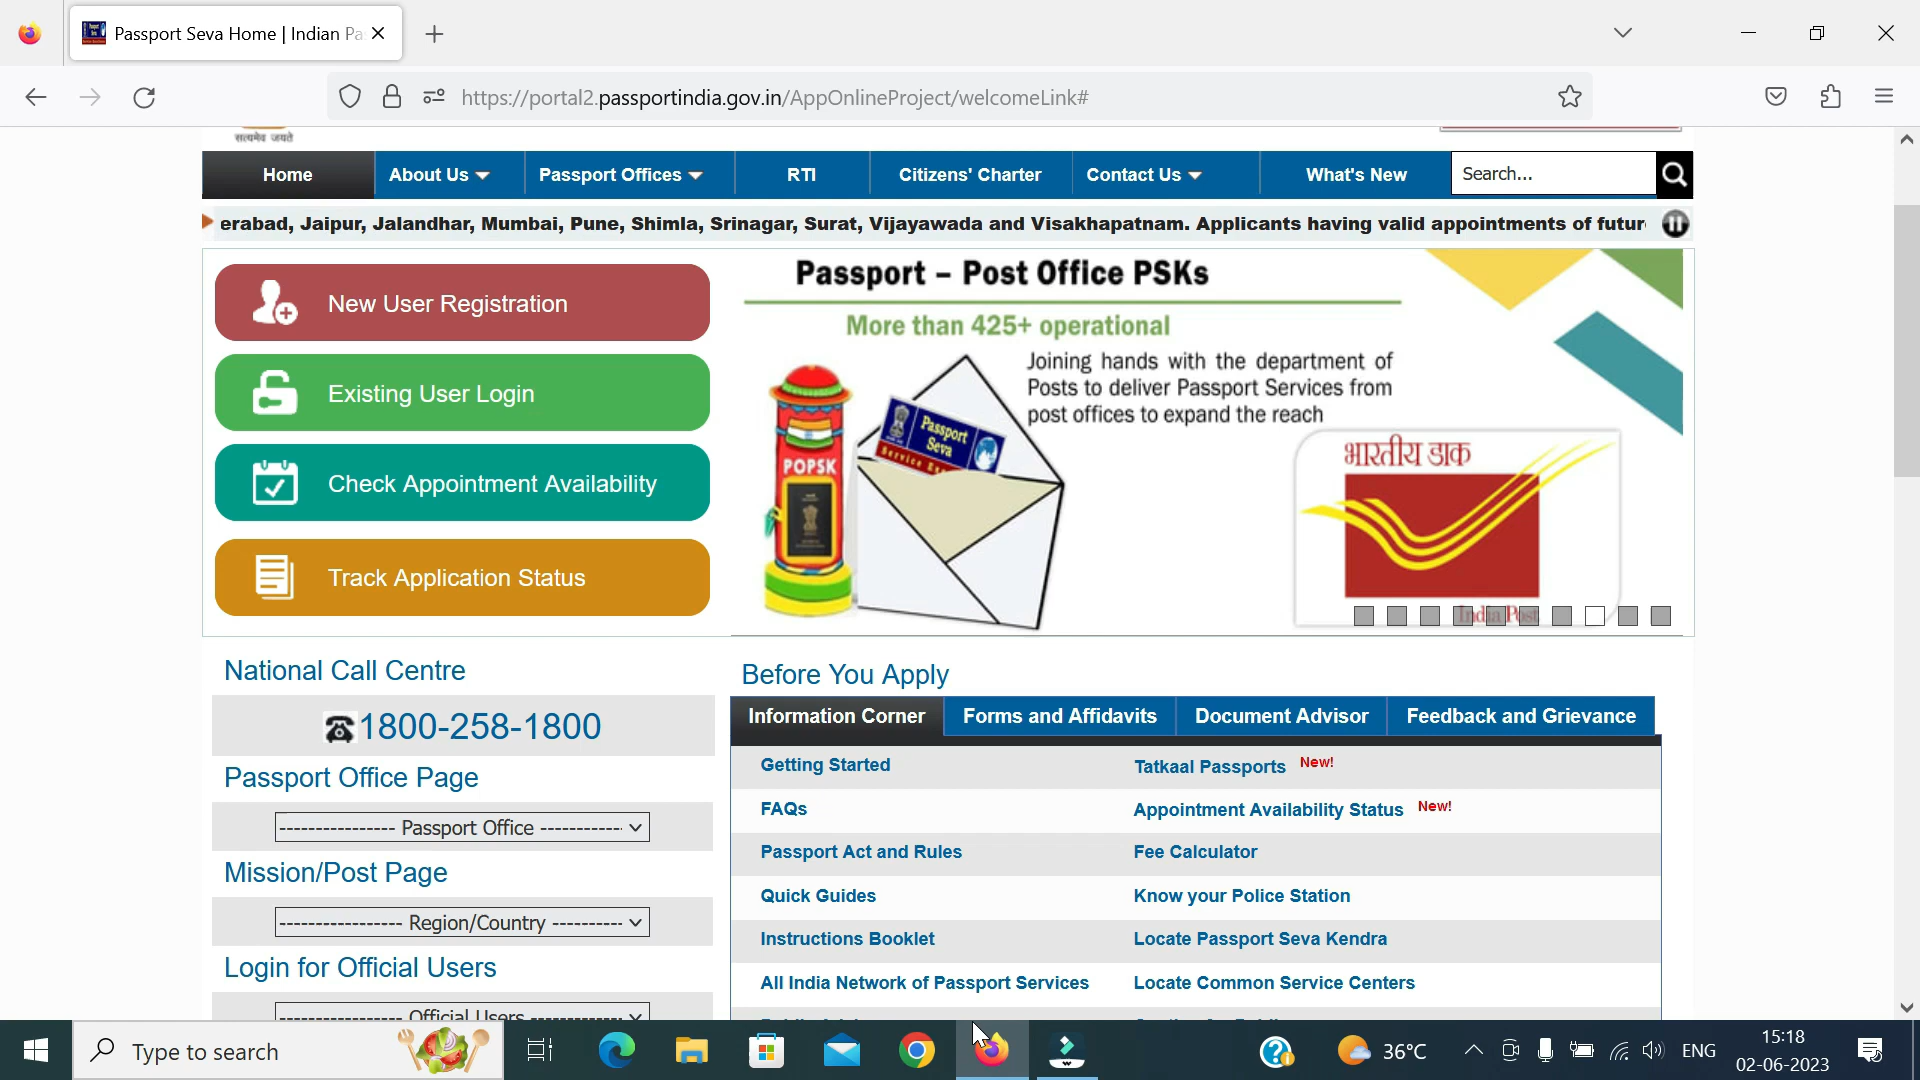 Passport Seva Home | Indian Pa
https://portal2.passportindia.gov.in/AppOnlineProject/welcomeLink#
सत्यमेव जयते
Home About Us Passport Offices RTI Citizens' Charter Contact Us What's New Search...
erabad, Jaipur, Jalandhar, Mumbai, Pune, Shimla, Srinagar, Surat, Vijayawada and Visakhapatnam. Applicants having valid appointments of futur
New User Registration
Existing User Login
Check Appointment Availability
Track Application Status
Passport – Post Office PSKs
More than 425+ operational
Joining hands with the department of
Posts to deliver Passport Services from
post offices to expand the reach
Passport
Seva
POPSK
भारतीय डाक
India Post
National Call Centre
1800-258-1800
Passport Office Page
---------------- Passport Office ------------
Mission/Post Page
----------------- Region/Country ----------
Login for Official Users
Official Users
Before You Apply
Information Corner Forms and Affidavits Document Advisor Feedback and Grievance
Getting Started Tatkaal Passports New!
FAQs Appointment Availability Status New!
Passport Act and Rules Fee Calculator
Quick Guides Know your Police Station
Instructions Booklet Locate Passport Seva Kendra
All India Network of Passport Services Locate Common Service Centers
Type to search
36°C
ENG
15:18
02-06-2023